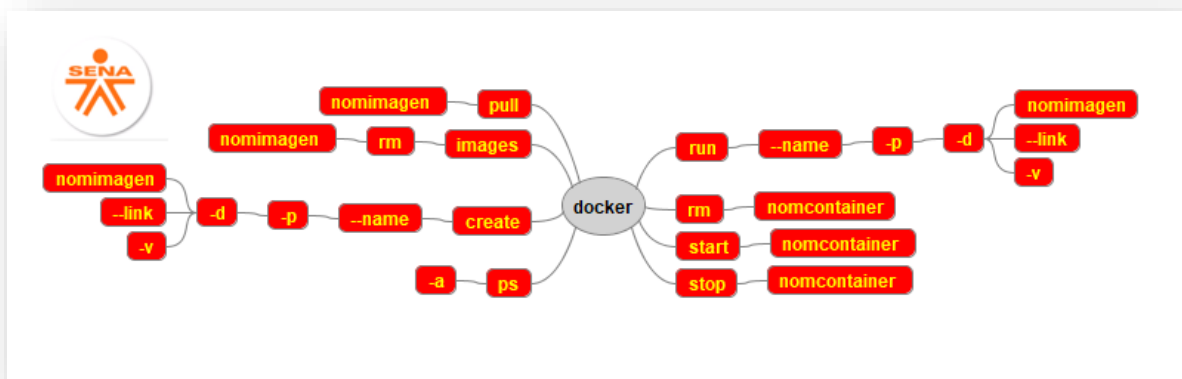 SENA
nomimagen pull
nomimagen rm images
nomimagen
--link
-v
-d -p --name create
-a ps
docker
run --name -p -d
nomimagen
--link
-v
rm nomcontainer
start nomcontainer
stop nomcontainer